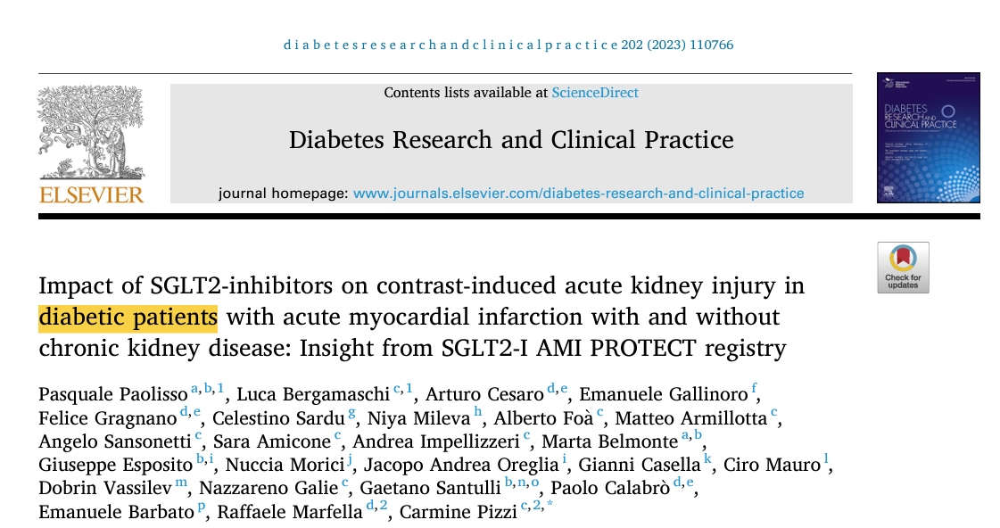 diabetesresearchandclinicalpractice 202 (2023) 110766
Contents lists available at ScienceDirect
Diabetes Research and Clinical Practice
journal homepage: www.journals.elsevier.com/diabetes-research-and-clinical-practice
ELSEVIER
DIABETES
RESEARCH AND
CLINICAL PRACTICE
Check for
updates
Impact of SGLT2-inhibitors on contrast-induced acute kidney injury in
diabetic patients with acute myocardial infarction with and without
chronic kidney disease: Insight from SGLT2-I AMI PROTECT registry
Pasquale Paolisso a,b,1, Luca Bergamaschi c,1, Arturo Cesaro d,e, Emanuele Gallinoro f,
Felice Gragnano d,e, Celestino Sardu g, Niya Mileva h, Alberto Foà c, Matteo Armillotta c,
Angelo Sansonetti c, Sara Amicone c, Andrea Impellizzeri c, Marta Belmonte a,b,
Giuseppe Esposito b,i, Nuccia Morici j, Jacopo Andrea Oreglia i, Gianni Casella k, Ciro Mauro l,
Dobrin Vassilev m, Nazzareno Galie c, Gaetano Santulli b,n,o, Paolo Calabrò d,e,
Emanuele Barbato p, Raffaele Marfella d,2, Carmine Pizzi c,2,*